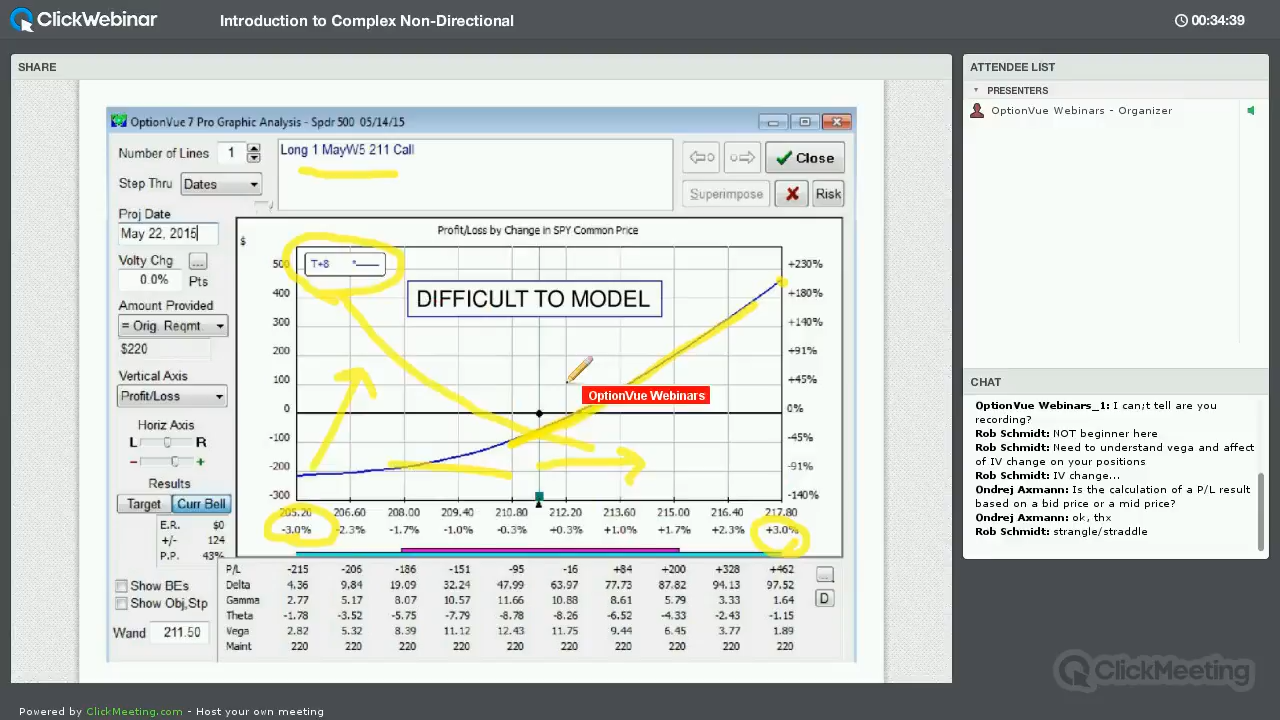 ClickWebinar
Introduction to Complex Non-Directional
00:34:39
SHARE
OptionVue 7 Pro Graphic Analysis - Spdr 500 05/14/15
Number of Lines 1
Long 1 MayW5 211 Call
Close
Step Thru Dates
Superimpose
Risk
Proj Date
May 22, 2015
Volty Chg ...
0.0% Pts
Amount Provided
= Orig. Reqmt
$220
Vertical Axis
Profit/Loss
Horiz Axis
L R
- +
Results
Target Curr Bell
E.R. $0
+/- 124
P.P. 43%
Show BEs
Show Obj,Stp
Wand 211.50
Profit/Loss by Change in SPY Common Price
$
T+8 *
DIFFICULT TO MODEL
500 +230%
400 +180%
300 +140%
200 +91%
100 +45%
0 0%
-100 -45%
-200 -91%
-300 -140%
OptionVue Webinars
205.20 206.60 208.00 209.40 210.80 212.20 213.60 215.00 216.40 217.80
-3.0% -2.3% -1.7% -1.0% -0.3% +0.3% +1.0% +1.7% +2.3% +3.0%
P/L -215 -206 -186 -151 -95 -16 +84 +200 +328 +462
Delta 4.36 9.84 19.09 32.24 47.99 63.97 77.73 87.82 94.13 97.52
Gamma 2.77 5.17 8.07 10.57 11.66 10.88 8.61 5.79 3.33 1.64
Theta -1.78 -3.52 -5.75 -7.79 -8.78 -8.26 -6.52 -4.33 -2.43 -1.15
Vega 2.82 5.32 8.39 11.12 12.43 11.75 9.44 6.45 3.77 1.89
Maint 220 220 220 220 220 220 220 220 220 220
...
D
ATTENDEE LIST
PRESENTERS
OptionVue Webinars - Organizer
CHAT
OptionVue Webinars_1: I can;t tell are you
recording?
Rob Schmidt: NOT beginner here
Rob Schmidt: Need to understand vega and affect
of IV change on your positions
Rob Schmidt: IV change...
Ondrej Axmann: Is the calculation of a P/L result
based on a bid price or a mid price?
Ondrej Axmann: ok, thx
Rob Schmidt: strangle/straddle
ClickMeeting
Powered by ClickMeeting.com - Host your own meeting